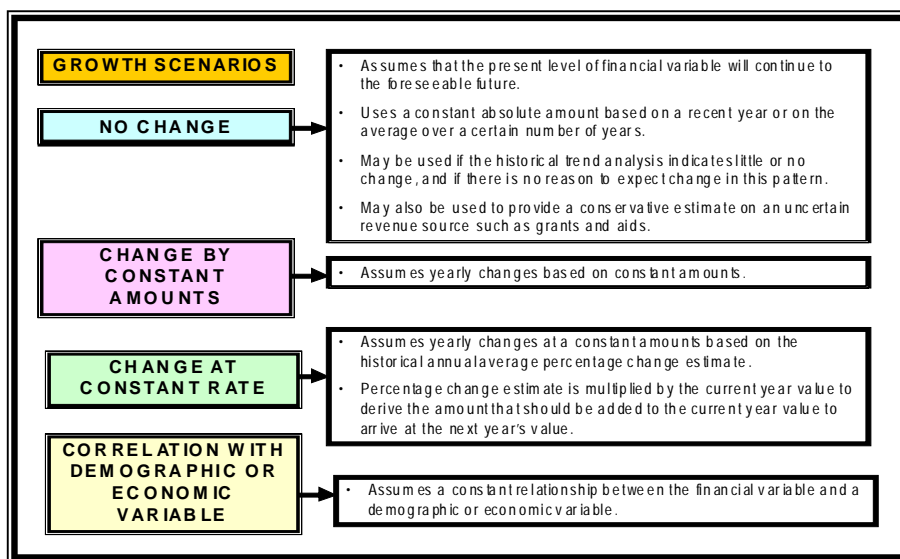 GROWTH SCENARIOS
NO CHANGE
• Assumes that the present level of financial variable will continue to
the foreseeable future.
• Uses a constant absolute amount based on a recent year or on the
average over a certain number of years.
• May be used if the historical trend analysis indicates little or no
change, and if there is no reason to expect change in this pattern.
• May also be used to provide a conservative estimate on an uncertain
revenue source such as grants and aids.
CHANGE BY
CONSTANT
AMOUNTS
• Assumes yearly changes based on constant amounts.
CHANGE AT
CONSTANT RATE
• Assumes yearly changes at a constant amounts based on the
historical annual average percentage change estimate.
• Percentage change estimate is multiplied by the current year value to
derive the amount that should be added to the current year value to
arrive at the next year's value.
CORRELATION WITH
DEMOGRAPHIC OR
ECONOMIC
VARIABLE
• Assumes a constant relationship between the financial variable and a
demographic or economic variable.